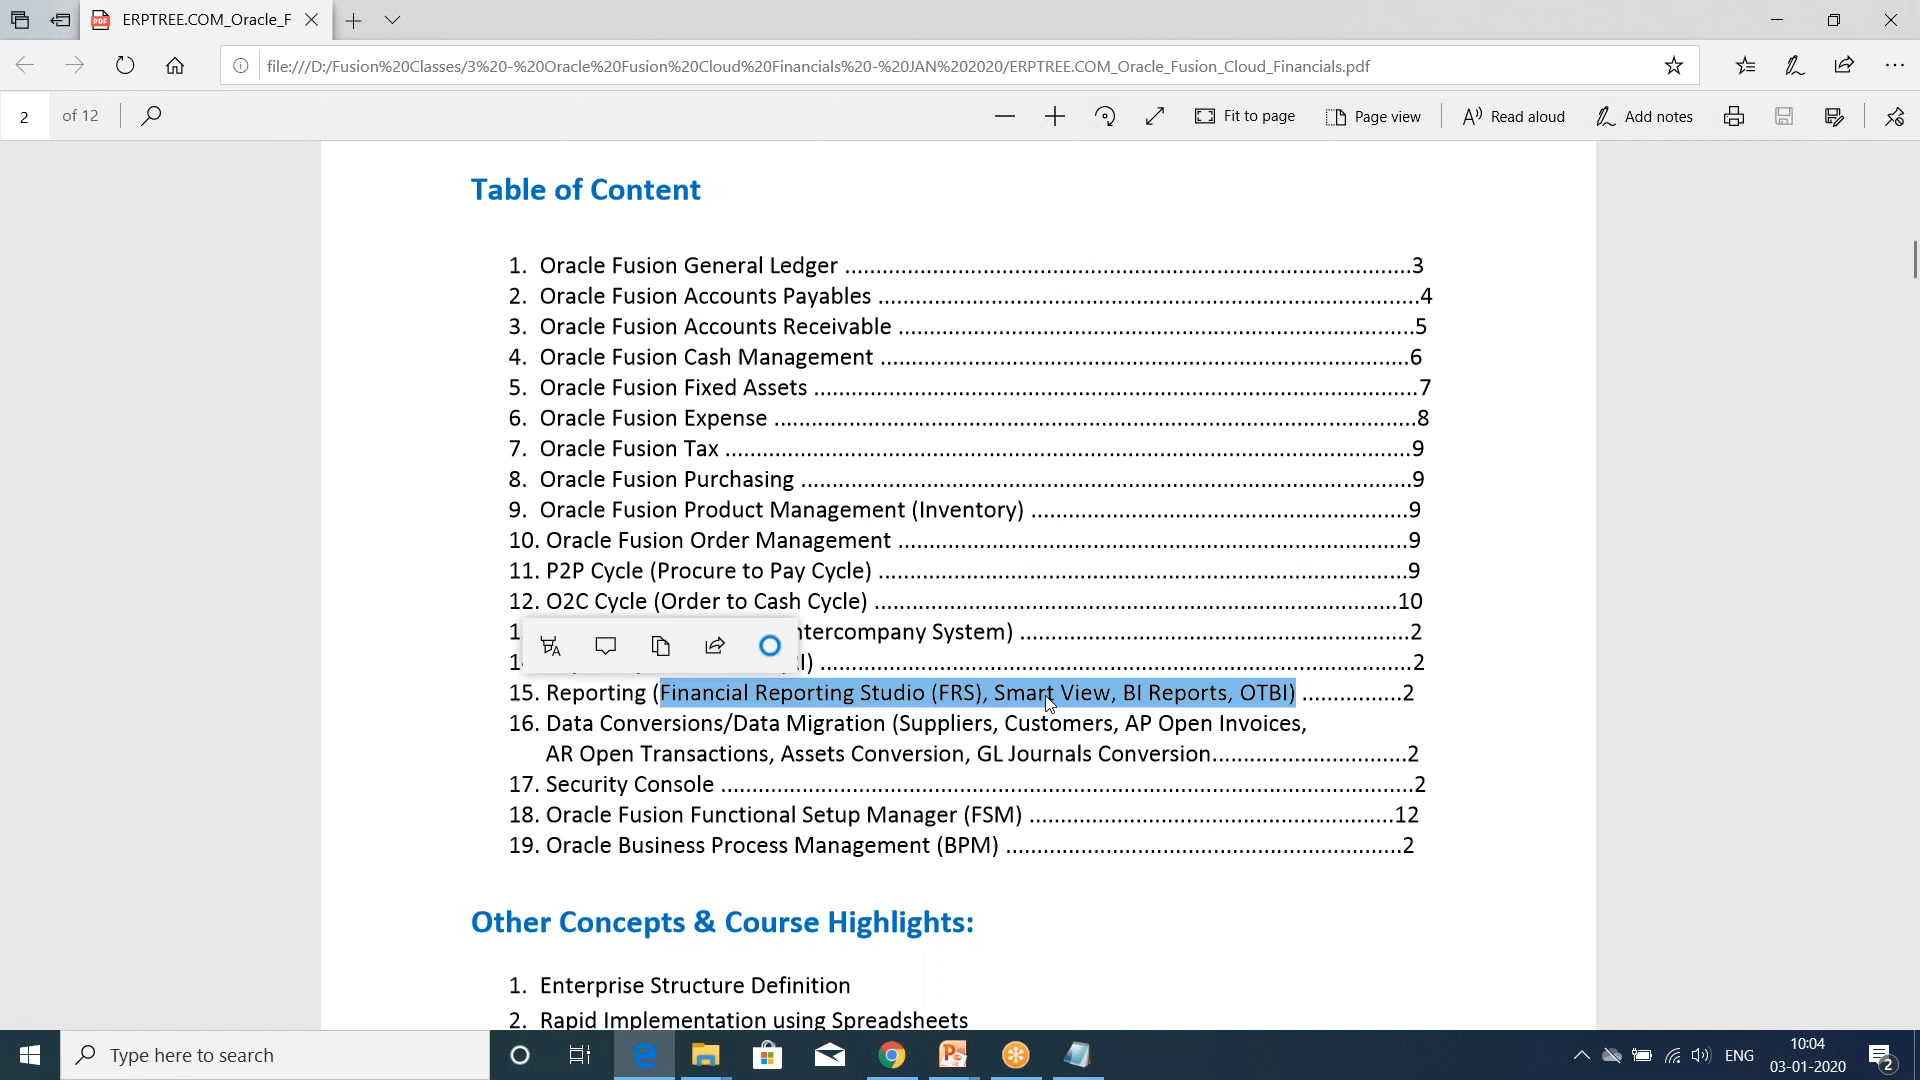 ERPTREE.COM_Oracle_F
file:///D:/Fusion%20Classes/3%20-%20Oracle%20Fusion%20Cloud%20Financials%20-%20JAN%202020/ERPTREE.COM_Oracle_Fusion_Cloud_Financials.pdf
2 of 12 Fit to page Page view Read aloud Add notes
Table of Content
1. Oracle Fusion General Ledger ..........................................................................................3
2. Oracle Fusion Accounts Payables ......................................................................................4
3. Oracle Fusion Accounts Receivable ...................................................................................5
4. Oracle Fusion Cash Management .....................................................................................6
5. Oracle Fusion Fixed Assets ................................................................................................7
6. Oracle Fusion Expense ......................................................................................................8
7. Oracle Fusion Tax .............................................................................................................9
8. Oracle Fusion Purchasing .................................................................................................9
9. Oracle Fusion Product Management (Inventory) ............................................................9
10. Oracle Fusion Order Management .................................................................................9
11. P2P Cycle (Procure to Pay Cycle) .....................................................................................9
12. O2C Cycle (Order to Cash Cycle) ...................................................................................10
ntercompany System) ..............................................................2
I) ..............................................................................................2
15. Reporting (Financial Reporting Studio (FRS), Smart View, BI Reports, OTBI) ................2
16. Data Conversions/Data Migration (Suppliers, Customers, AP Open Invoices,
AR Open Transactions, Assets Conversion, GL Journals Conversion...............................2
17. Security Console ..............................................................................................................2
18. Oracle Fusion Functional Setup Manager (FSM) ..........................................................12
19. Oracle Business Process Management (BPM) ...............................................................2
Other Concepts & Course Highlights:
1. Enterprise Structure Definition
2. Rapid Implementation using Spreadsheets
Type here to search
ENG
10:04
03-01-2020
2